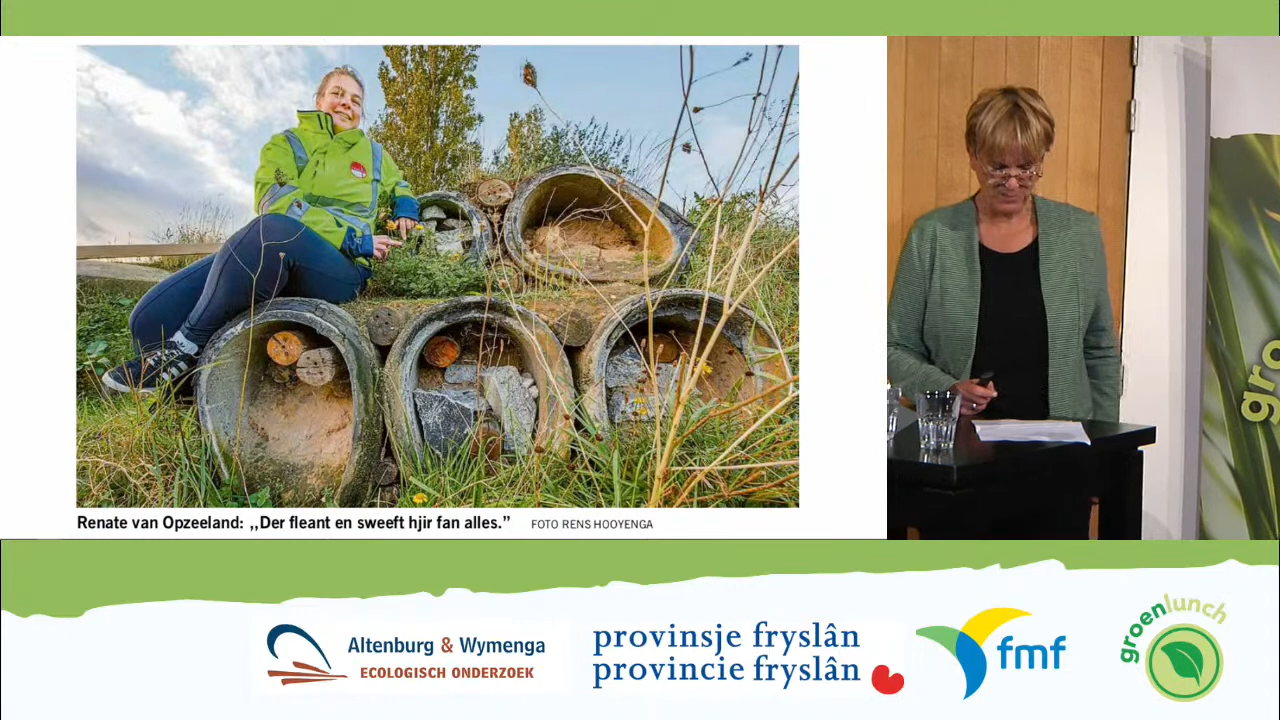 Renate van Opzeeland: ,,Der fleant en sweeft hjir fan alles.” FOTO RENS HOOYENGA
gro
Altenburg & Wymenga
ECOLOGISCH ONDERZOEK
provinsje fryslân
provincie fryslân
fmf
groenlunch